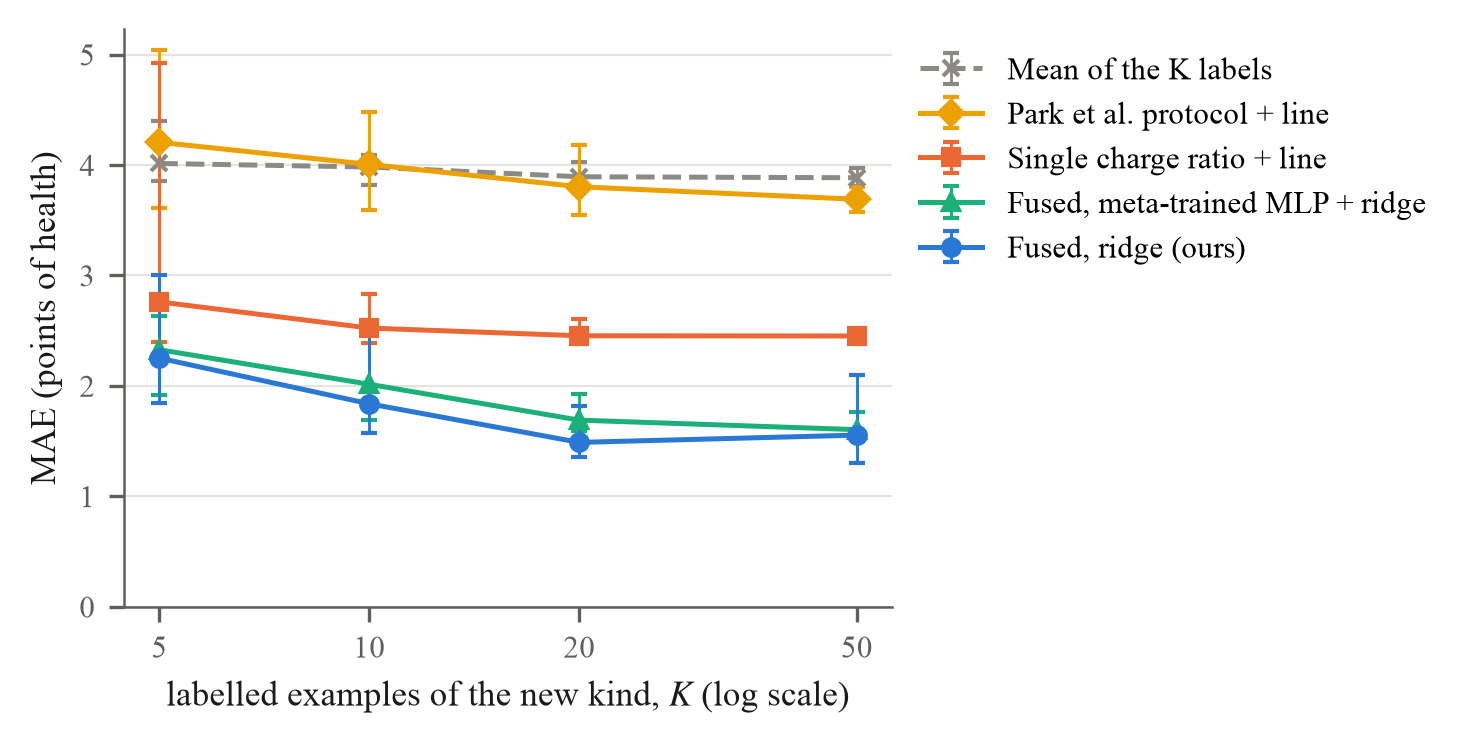 5
4
3
2
1
0
MAE (points of health)
5 10 20 50
labelled examples of the new kind, K (log scale)
Mean of the K labels
Park et al. protocol + line
Single charge ratio + line
Fused, meta-trained MLP + ridge
Fused, ridge (ours)